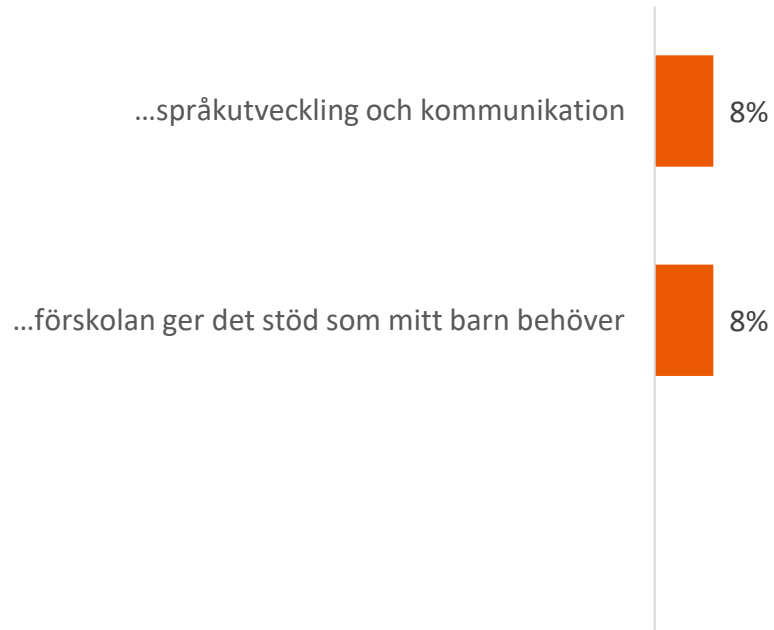 ...språkutveckling och kommunikation 8%
...förskolan ger det stöd som mitt barn behöver 8%